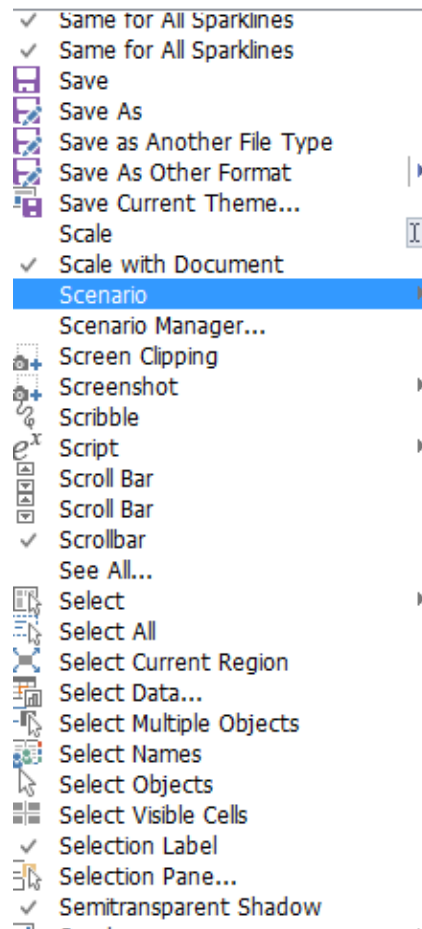 Same for All Sparklines
Same for All Sparklines
Save
Save As
Save as Another File Type
Save As Other Format
Save Current Theme...
Scale
Scale with Document
Scenario
Scenario Manager...
Screen Clipping
Screenshot
Scribble
Script
Scroll Bar
Scroll Bar
Scrollbar
See All...
Select
Select All
Select Current Region
Select Data...
Select Multiple Objects
Select Names
Select Objects
Select Visible Cells
Selection Label
Selection Pane...
Semitransparent Shadow